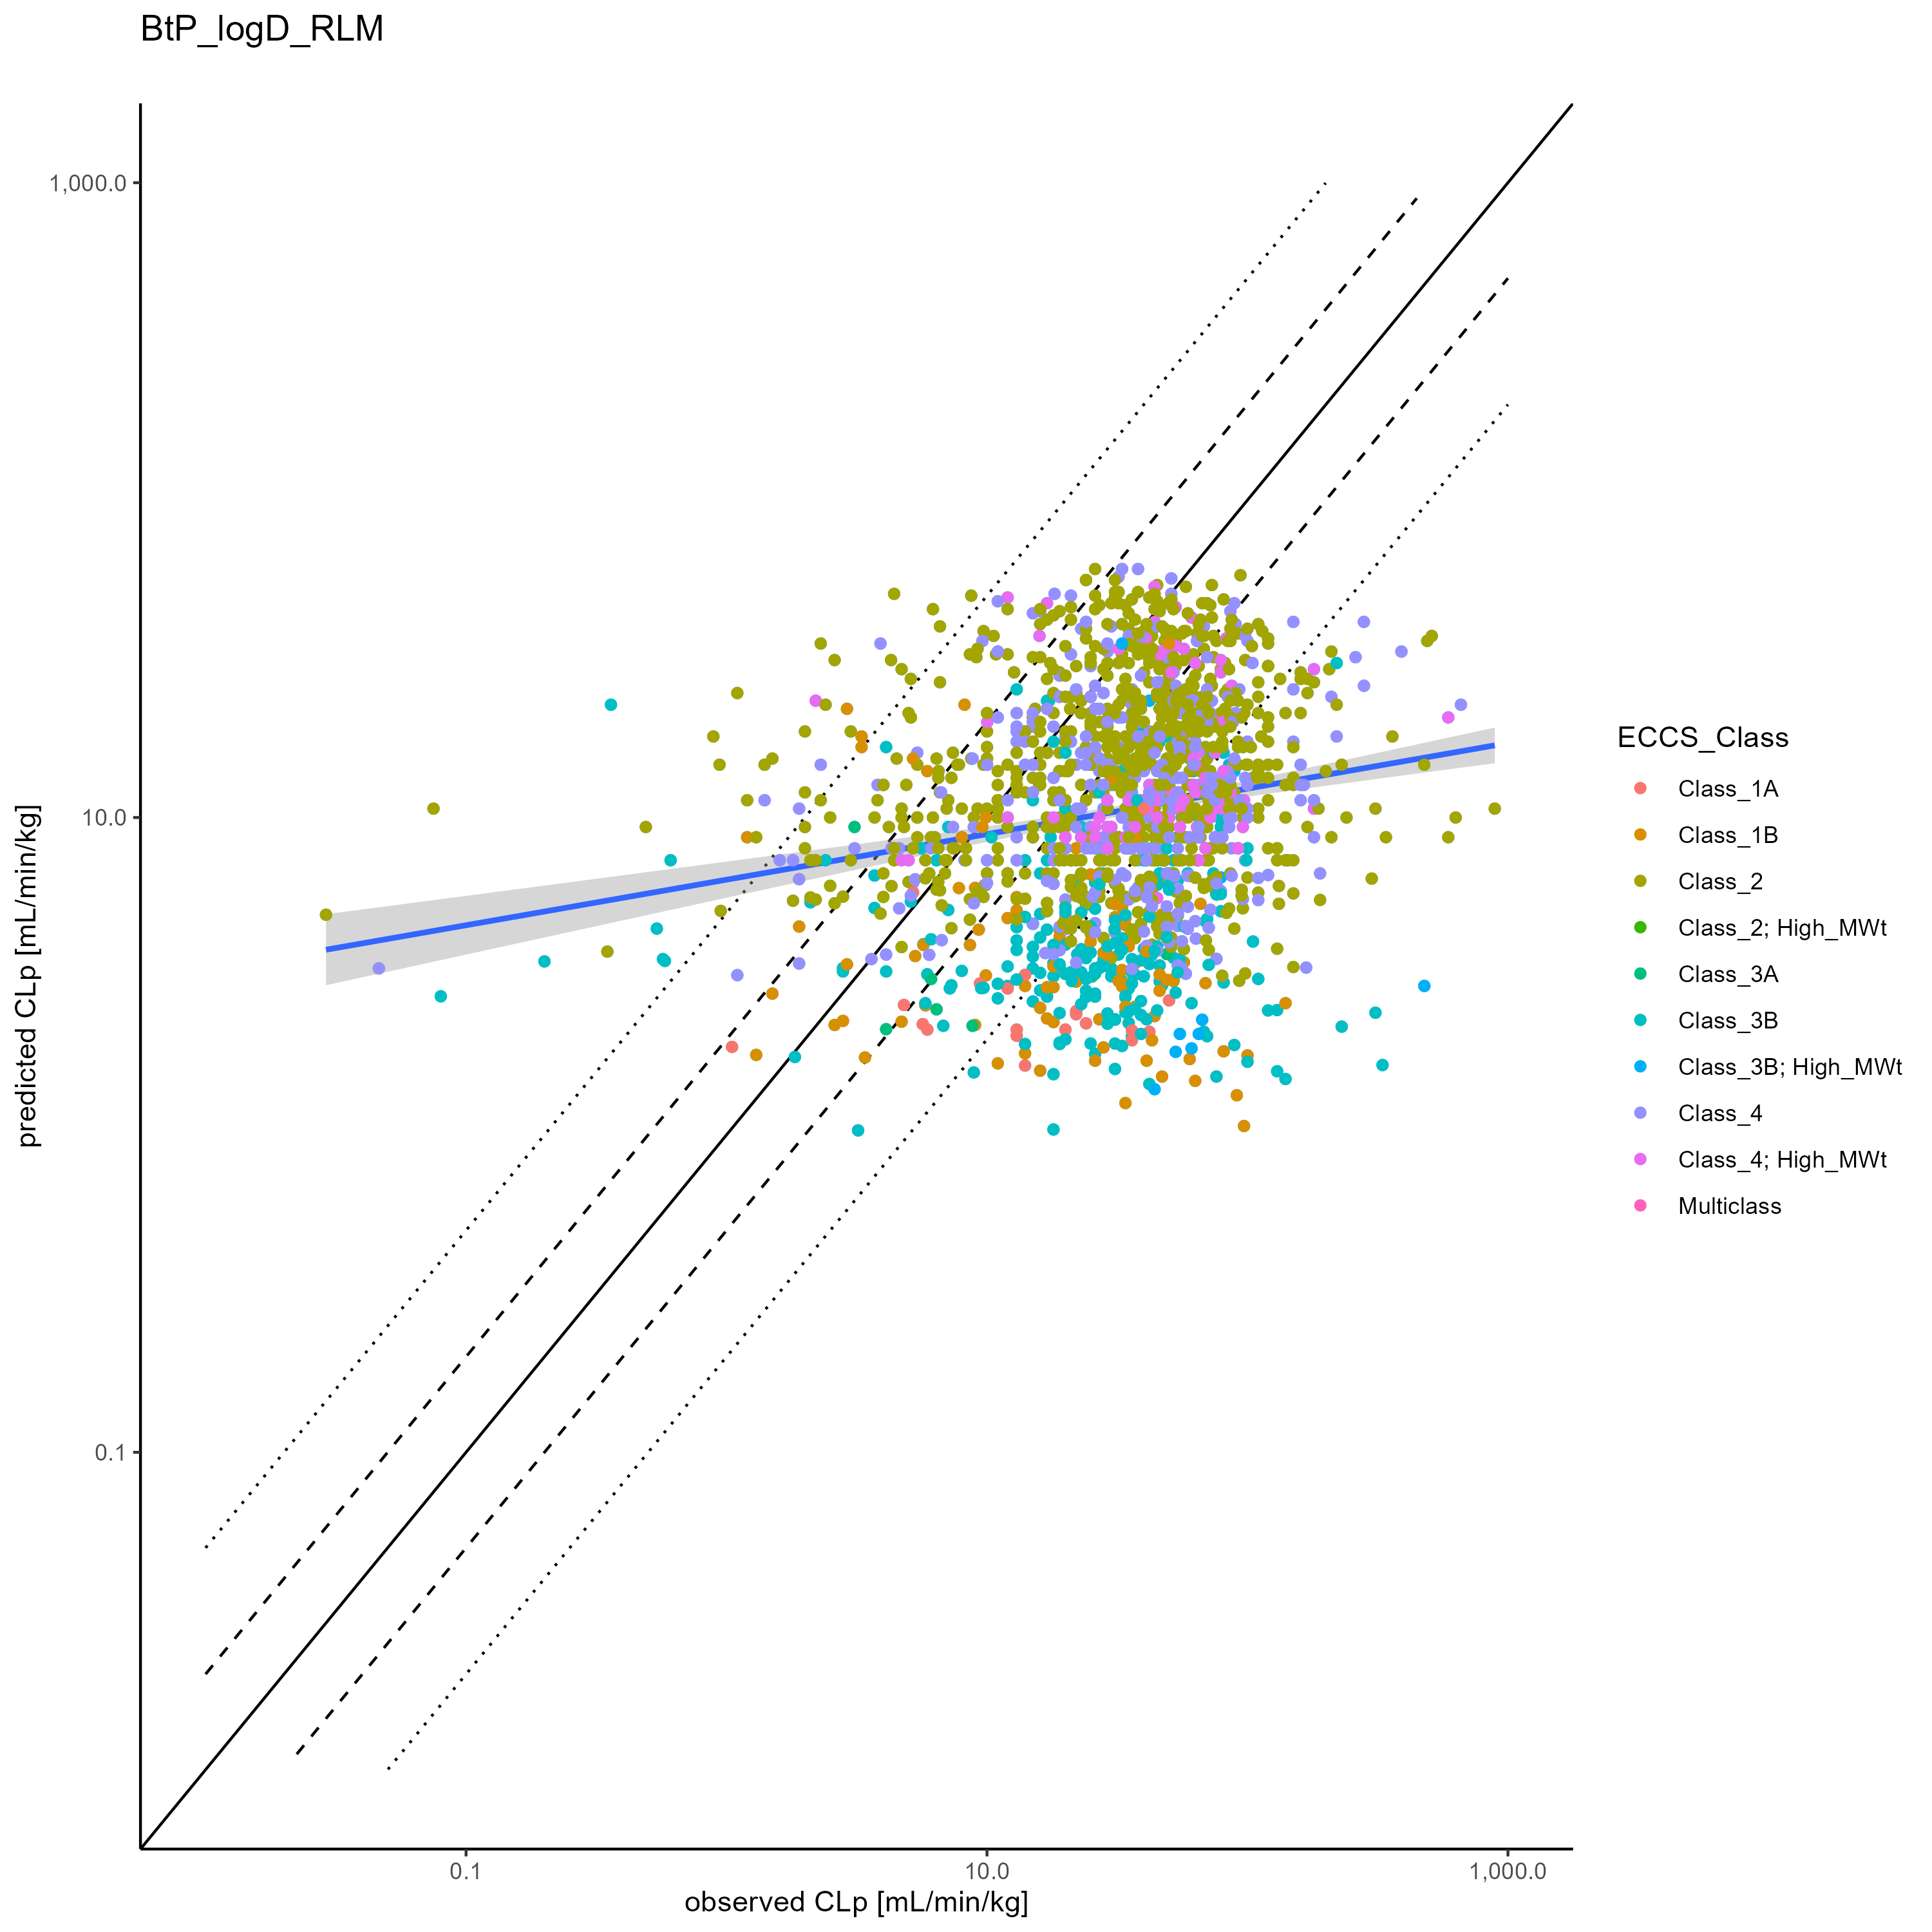 BtP_logD_RLM
predicted CLp [mL/min/kg]
1,000.0
10.0
0.1
0.1
10.0
1,000.0
observed CLp [mL/min/kg]
ECCS_Class
Class_1A
Class_1B
Class_2
Class_2; High_MWt
Class_3A
Class_3B
Class_3B; High_MWt
Class_4
Class_4; High_MWt
Multiclass